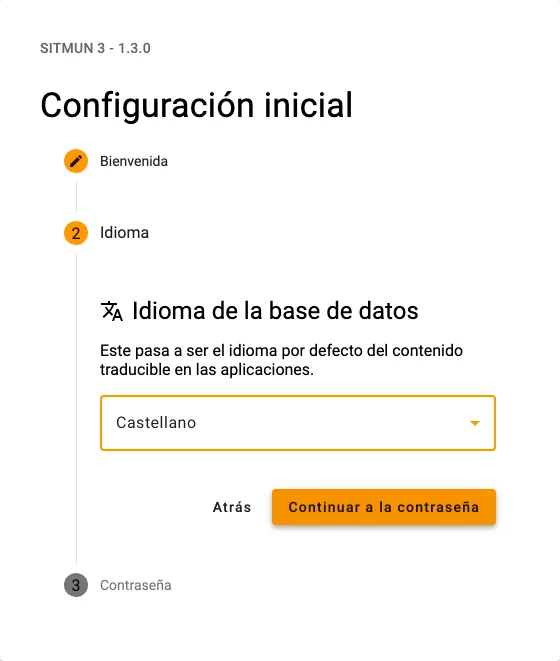 SITMUN 3 - 1.3.0
Configuración inicial
Bienvenida
2 Idioma
Idioma de la base de datos
Este pasa a ser el idioma por defecto del contenido
traducible en las aplicaciones.
Castellano
Atrás Continuar a la contraseña
3 Contraseña